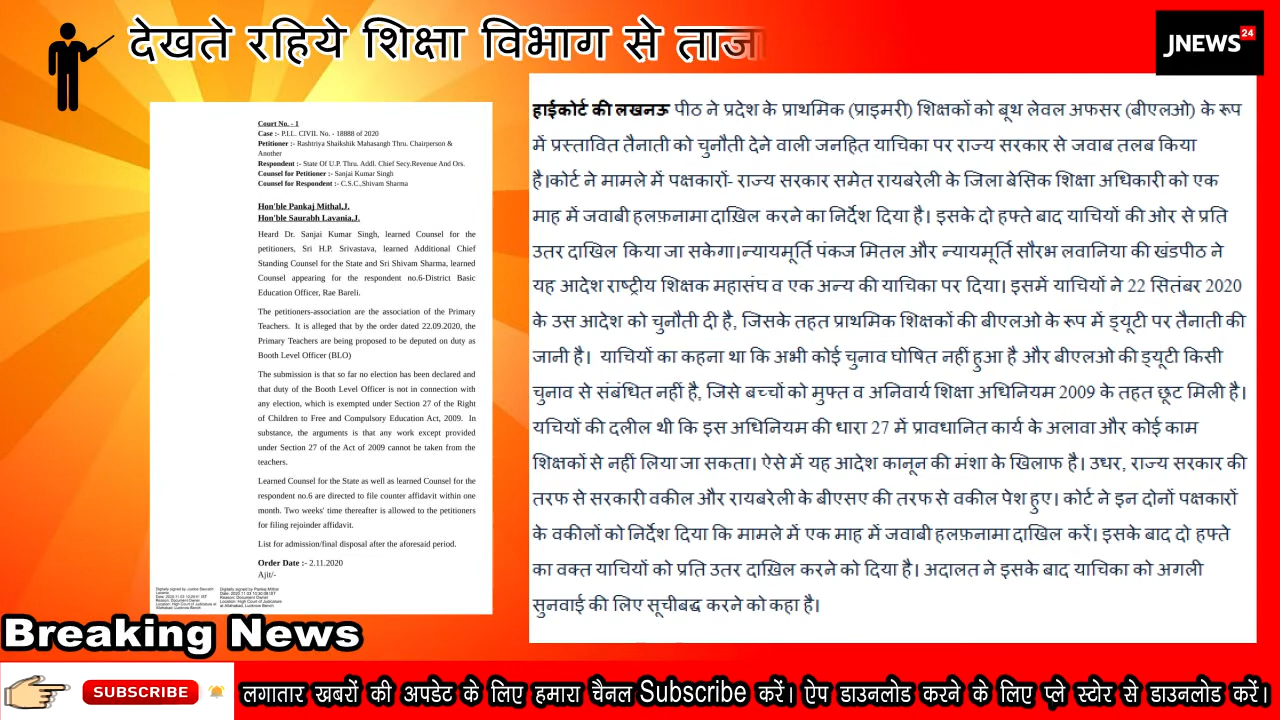 देखते रहिये शिक्षा विभाग से ताजा
JNEWS 24
Court No. - 1
Case :- P.I.L. CIVIL No. - 18888 of 2020
Petitioner :- Rashtriya Shaikshik Mahasangh Thru. Chairperson &
Another
Respondent :- State Of U.P. Thru. Addl. Chief Secy.Revenue And Ors.
Counsel for Petitioner :- Sanjai Kumar Singh
Counsel for Respondent :- C.S.C.,Shivam Sharma
Hon'ble Pankaj Mithal,J.
Hon'ble Saurabh Lavania,J.
Heard Dr. Sanjai Kumar Singh, learned Counsel for the
petitioners, Sri H.P. Srivastava, learned Additional Chief
Standing Counsel for the State and Sri Shivam Sharma, learned
Counsel appearing for the respondent no.6-District Basic
Education Officer, Rae Bareli.
The petitioners-association are the association of the Primary
Teachers. It is alleged that by the order dated 22.09.2020, the
Primary Teachers are being proposed to be deputed on duty as
Booth Level Officer (BLO)
The submission is that so far no election has been declared and
that duty of the Booth Level Officer is not in connection with
any election, which is exempted under Section 27 of the Right
of Children to Free and Compulsory Education Act, 2009. In
substance, the arguments is that any work except provided
under Section 27 of the Act of 2009 cannot be taken from the
teachers.
Learned Counsel for the State as well as learned Counsel for the
respondent no.6 are directed to file counter affidavit within one
month. Two weeks' time thereafter is allowed to the petitioners
for filing rejoinder affidavit.
List for admission/final disposal after the aforesaid period.
Order Date :- 2.11.2020
Ajit/-
हाईकोर्ट की लखनऊ पीठ ने प्रदेश के प्राथमिक (प्राइमरी) शिक्षकों को बूथ लेवल अफसर (बीएलओ) के रूप
में प्रस्तावित तैनाती को चुनौती देने वाली जनहित याचिका पर राज्य सरकार से जवाब तलब किया
है।कोर्ट ने मामले में पक्षकारों- राज्य सरकार समेत रायबरेली के जिला बेसिक शिक्षा अधिकारी को एक
माह में जवाबी हलफ़नामा दाख़िल करने का निर्देश दिया है। इसके दो हफ्ते बाद याचियों की ओर से प्रति
उतर दाखिल किया जा सकेगा।न्यायमूर्ति पंकज मितल और न्यायमूर्ति सौरभ लवानिया की खंडपीठ ने
यह आदेश राष्ट्रीय शिक्षक महासंघ व एक अन्य की याचिका पर दिया। इसमें याचियों ने 22 सितंबर 2020
के उस आदेश को चुनौती दी है, जिसके तहत प्राथमिक शिक्षकों की बीएलओ के रूप में ड्यूटी पर तैनाती की
जानी है। याचियों का कहना था कि अभी कोई चुनाव घोषित नहीं हुआ है और बीएलओ की ड्यूटी किसी
चुनाव से संबंधित नहीं है, जिसे बच्चों को मुफ्त व अनिवार्य शिक्षा अधिनियम 2009 के तहत छूट मिली है।
यचियों की दलील थी कि इस अधिनियम की धारा 27 में प्रावधानित कार्य के अलावा और कोई काम
शिक्षकों से नहीं लिया जा सकता। ऐसे में यह आदेश कानून की मंशा के खिलाफ है। उधर, राज्य सरकार की
तरफ से सरकारी वकील और रायबरेली के बीएसए की तरफ से वकील पेश हुए। कोर्ट ने इन दोनों पक्षकारों
के वकीलों को निर्देश दिया कि मामले में एक माह में जवाबी हलफ़नामा दाखिल करें। इसके बाद दो हफ्ते
का वक्त याचियों को प्रति उतर दाख़िल करने को दिया है। अदालत ने इसके बाद याचिका को अगली
सुनवाई की लिए सूचीबद्ध करने को कहा है।
Breaking News
SUBSCRIBE
लगातार ख़बरों की अपडेट के लिए हमारा चैनल Subscribe करें। ऐप डाउनलोड करने के लिए प्ले स्टोर से डाउनलोड करें।